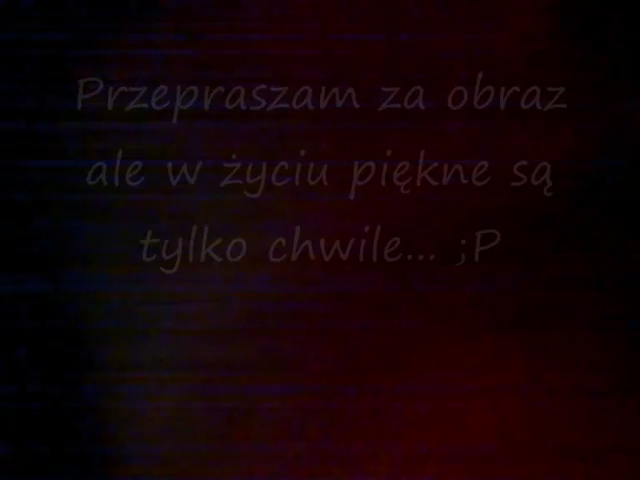 Przepraszam za obraz
ale w życiu piękne są
tylko chwile... ;P